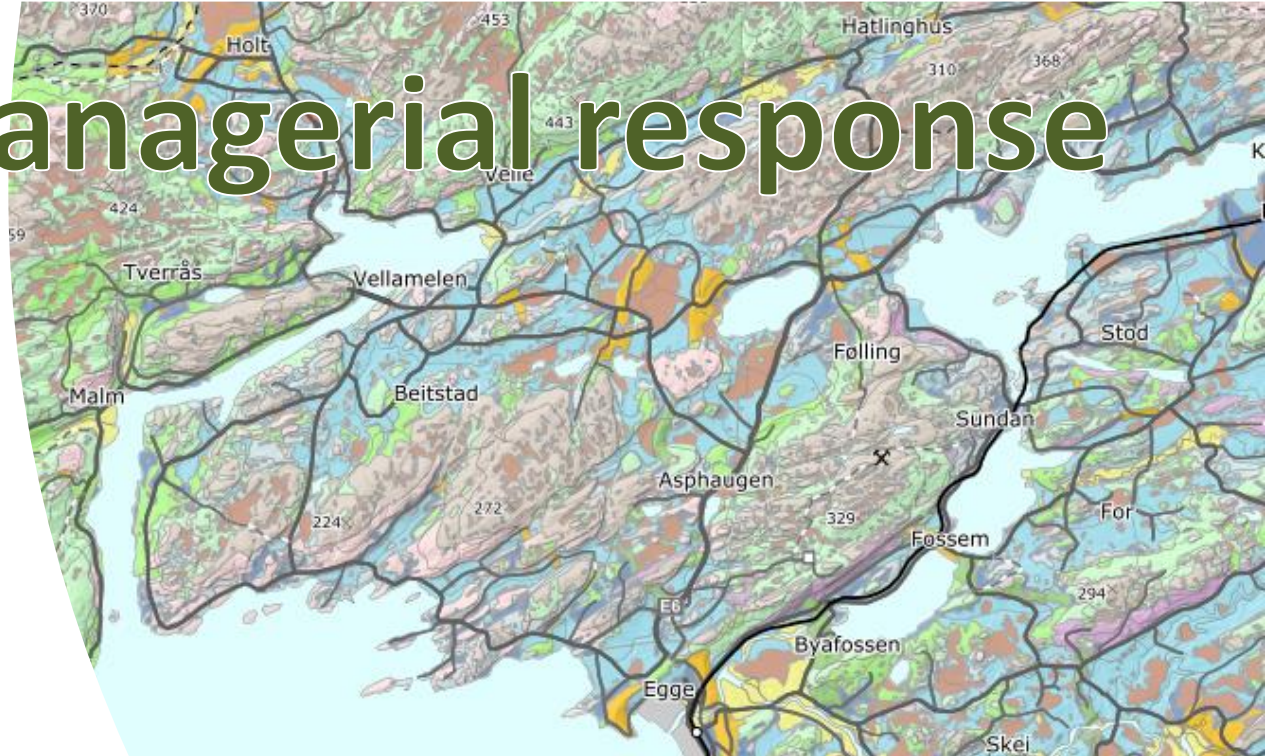 370
453
Holt
Hatlinghus
310
368
anagerial response
443
Velle
424
59
Tverrås
Vellamelen
Stod
Følling
Malm
Beitstad
Sundan
Asphaugen
272
224
329
For
Fossem
294
E6
Byafossen
Egge
Skei